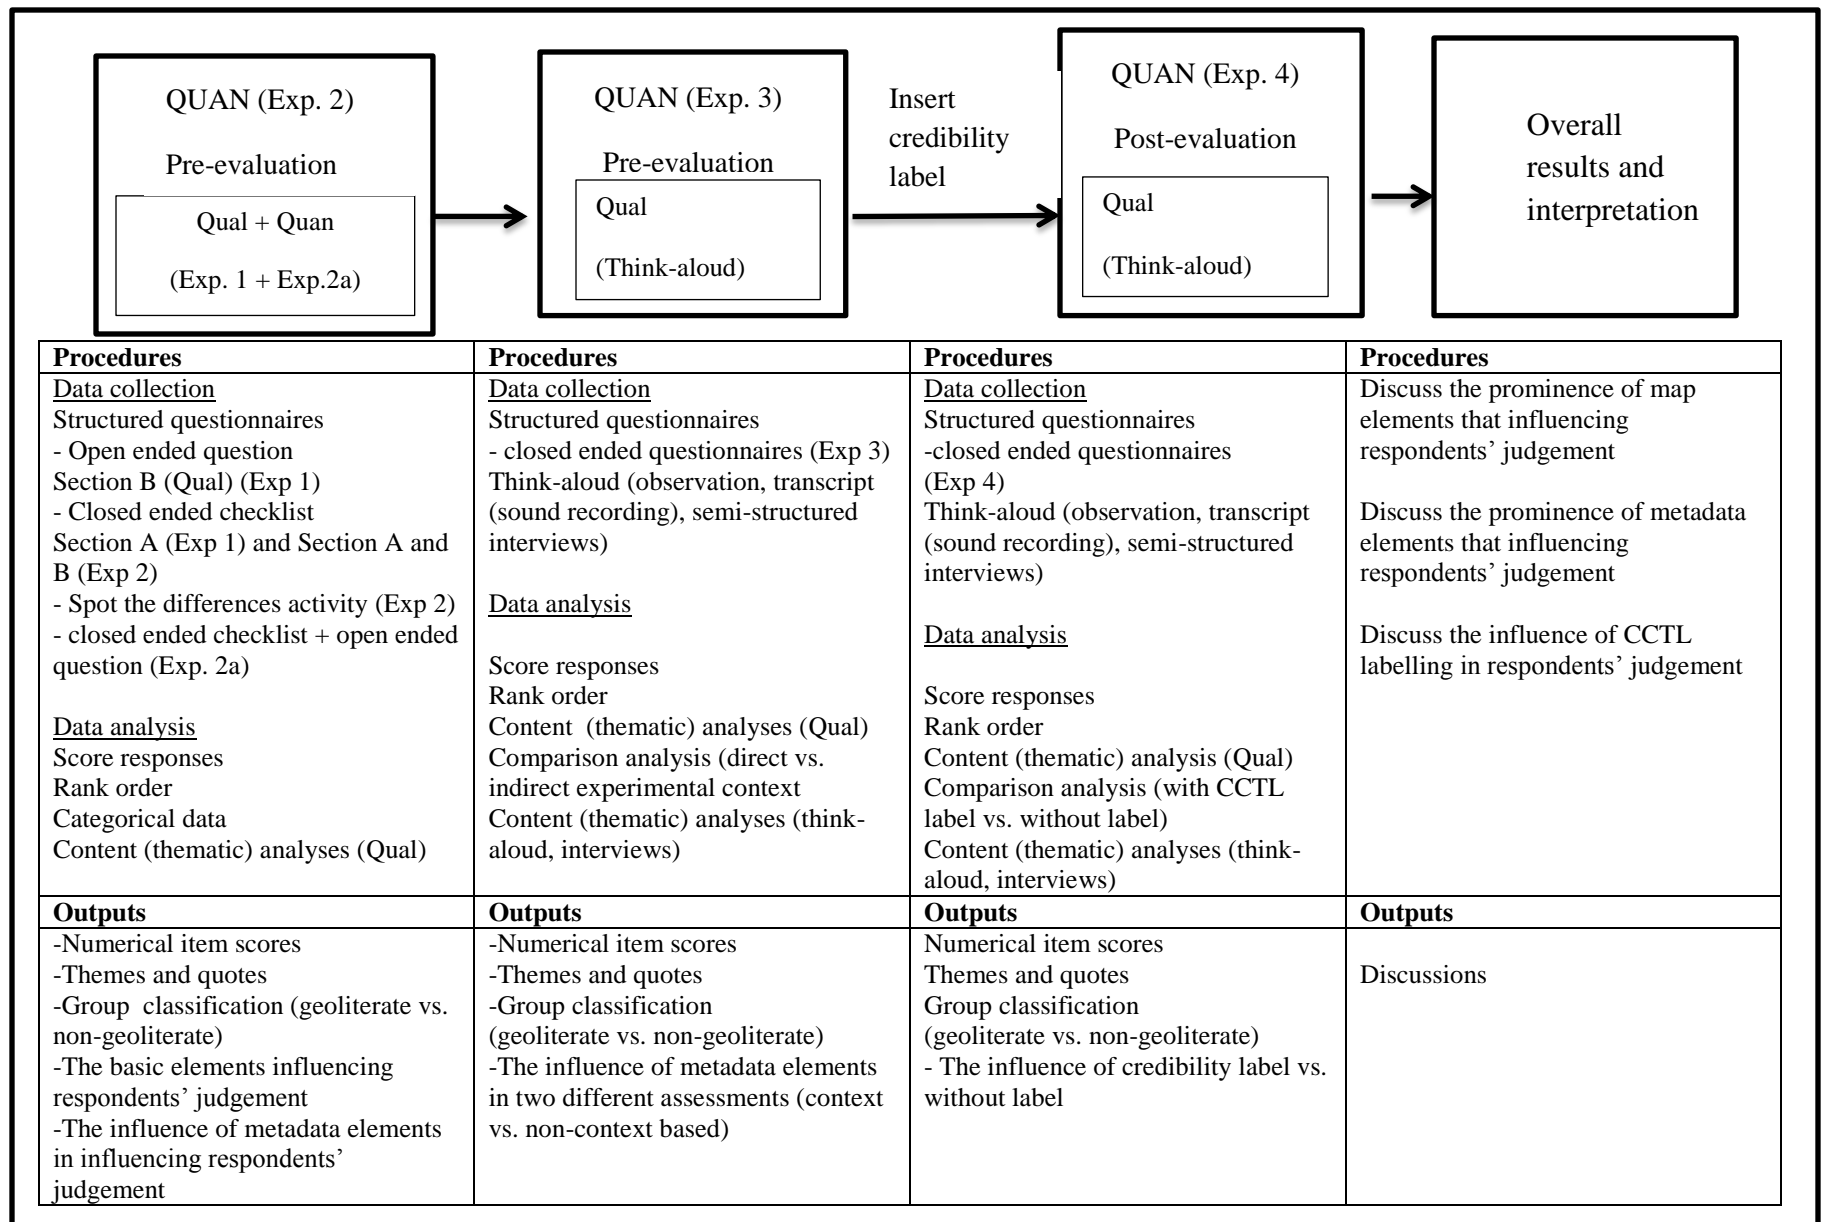 QUAN (Exp. 2)
Pre-evaluation
Qual + Quan
(Exp. 1 + Exp.2a)
QUAN (Exp. 3)
Pre-evaluation
Qual
(Think-aloud)
Insert
credibility
label
QUAN (Exp. 4)
Post-evaluation
Qual
(Think-aloud)
Overall
results and
interpretation
Procedures
Data collection
Structured questionnaires
- Open ended question
Section B (Qual) (Exp 1)
- Closed ended checklist
Section A (Exp 1) and Section A and
B (Exp 2)
- Spot the differences activity (Exp 2)
- closed ended checklist + open ended
question (Exp. 2a)
Data analysis
Score responses
Rank order
Categorical data
Content (thematic) analyses (Qual)
Procedures
Data collection
Structured questionnaires
- closed ended questionnaires (Exp 3)
Think-aloud (observation, transcript
(sound recording), semi-structured
interviews)
Data analysis
Score responses
Rank order
Content  (thematic) analyses (Qual)
Comparison analysis (direct vs.
indirect experimental context
Content (thematic) analyses (think-
aloud, interviews)
Procedures
Data collection
Structured questionnaires
-closed ended questionnaires
(Exp 4)
Think-aloud (observation, transcript
(sound recording), semi-structured
interviews)
Data analysis
Score responses
Rank order
Content (thematic) analysis (Qual)
Comparison analysis (with CCTL
label vs. without label)
Content (thematic) analyses (think-
aloud, interviews)
Procedures
Discuss the prominence of map
elements that influencing
respondents’ judgement
Discuss the prominence of metadata
elements that influencing
respondents’ judgement
Discuss the influence of CCTL
labelling in respondents’ judgement
Outputs
-Numerical item scores
-Themes and quotes
-Group  classification (geoliterate vs.
non-geoliterate)
-The basic elements influencing
respondents’ judgement
-The influence of metadata elements
in influencing respondents’
judgement
Outputs
-Numerical item scores
-Themes and quotes
-Group classification
(geoliterate vs. non-geoliterate)
-The influence of metadata elements
in two different assessments (context
vs. non-context based)
Outputs
Numerical item scores
Themes and quotes
Group classification
(geoliterate vs. non-geoliterate)
- The influence of credibility label vs.
without label
Outputs
Discussions